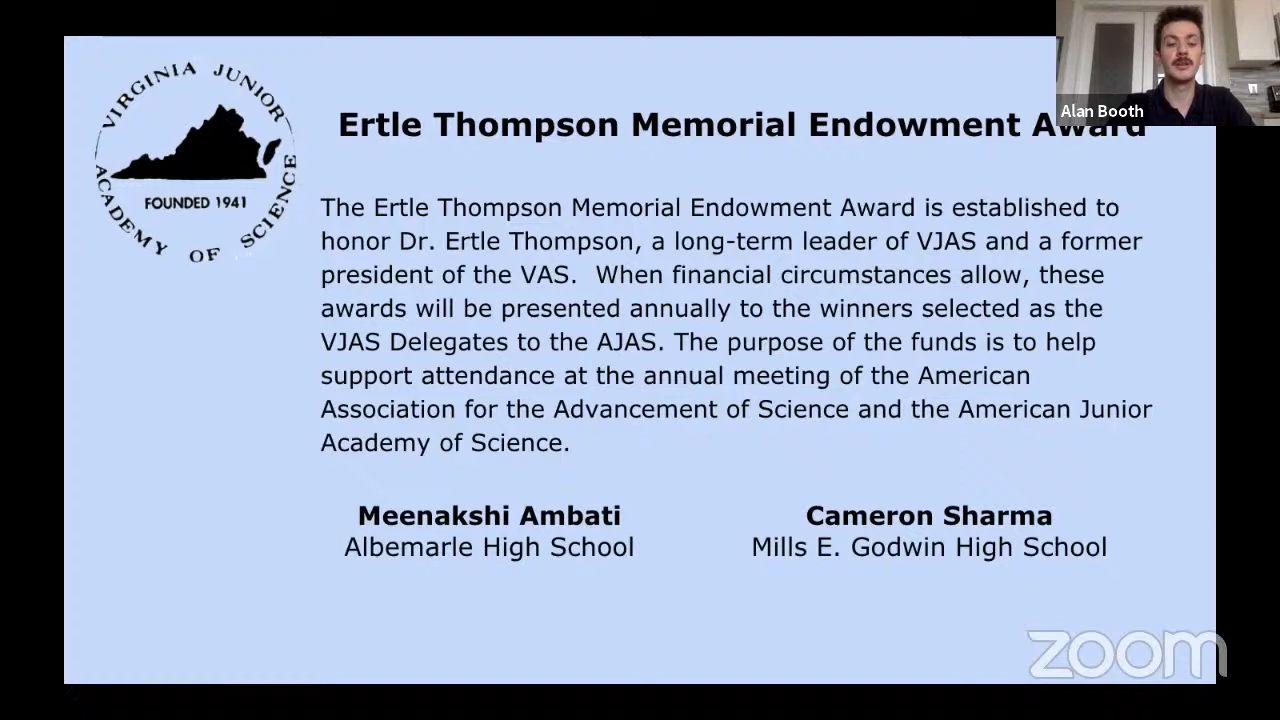 VIRGINIA JUNIOR
ACADEMY OF SCIENCE
FOUNDED 1941
Alan Booth
Ertle Thompson Memorial Endowment Award
The Ertle Thompson Memorial Endowment Award is established to
honor Dr. Ertle Thompson, a long-term leader of VJAS and a former
president of the VAS.  When financial circumstances allow, these
awards will be presented annually to the winners selected as the
VJAS Delegates to the AJAS. The purpose of the funds is to help
support attendance at the annual meeting of the American
Association for the Advancement of Science and the American Junior
Academy of Science.
Meenakshi Ambati
Albemarle High School
Cameron Sharma
Mills E. Godwin High School
zoom